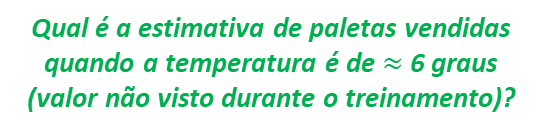 Qual é a estimativa de paletas vendidas
quando a temperatura é de ≈ 6 graus
(valor não visto durante o treinamento)?